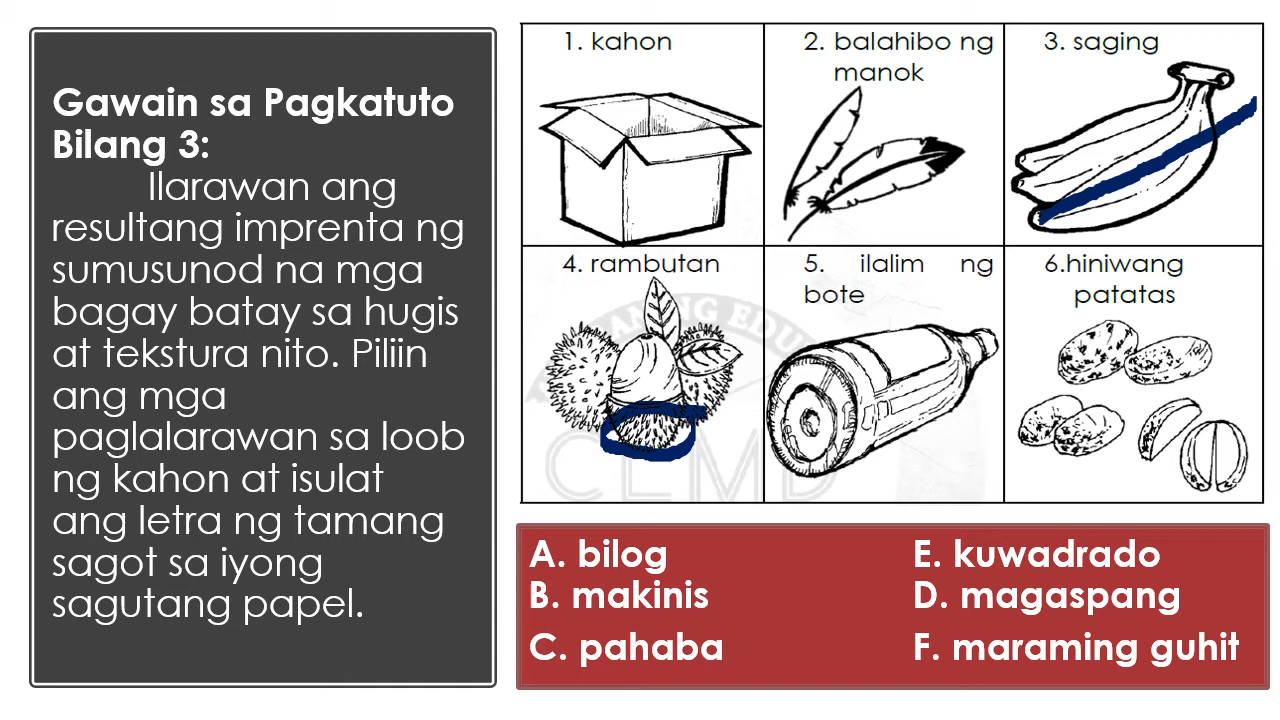 Gawain sa Pagkatuto
Bilang 3:
Ilarawan ang
resultang imprenta ng
sumusunod na mga
bagay batay sa hugis
at tekstura nito. Piliin
ang mga
paglalarawan sa loob
ng kahon at isulat
ang letra ng tamang
sagot sa iyong
sagutang papel.
1. kahon
2. balahibo ng
manok
3. saging
4. rambutan
5. ilalim ng
bote
6.hiniwang
patatas
CLMD
A. bilog
E. kuwadrado
B. makinis
D. magaspang
C. pahaba
F. maraming guhit